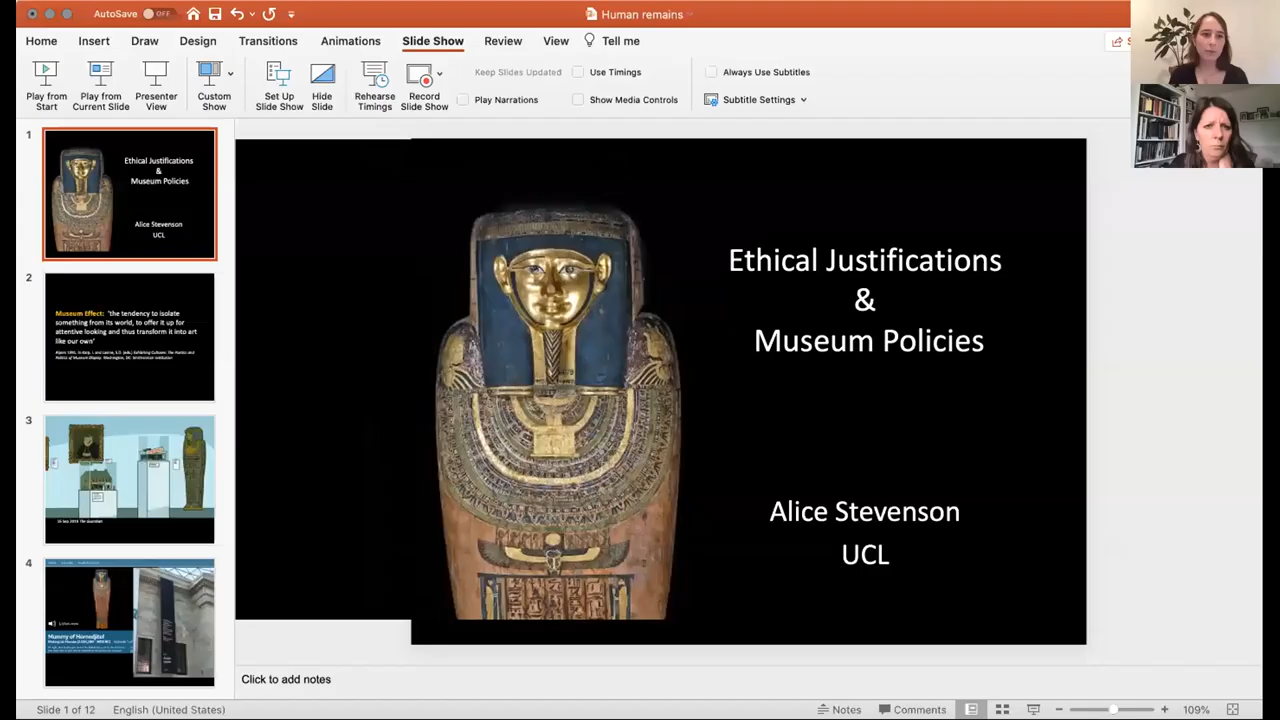 AutoSave OFF
Human remains
Home Insert Draw Design Transitions Animations Slide Show Review View Tell me
Play from Start
Play from Current Slide
Presenter View
Custom Show
Set Up Slide Show
Hide Slide
Rehearse Timings
Record Slide Show
Keep Slides Updated
Use Timings
Play Narrations
Show Media Controls
Always Use Subtitles
Subtitle Settings
1
Ethical Justifications
&
Museum Policies
Alice Stevenson
UCL
2
Museum Effect: 'the tendency to isolate
something from its world, to offer it up for
attentive looking and thus transform it into art
like our own'
3
4
Mummy of Hornedjitef
Ethical Justifications
&
Museum Policies
Alice Stevenson
UCL
Click to add notes
Slide 1 of 12 English (United States) Notes Comments 109%